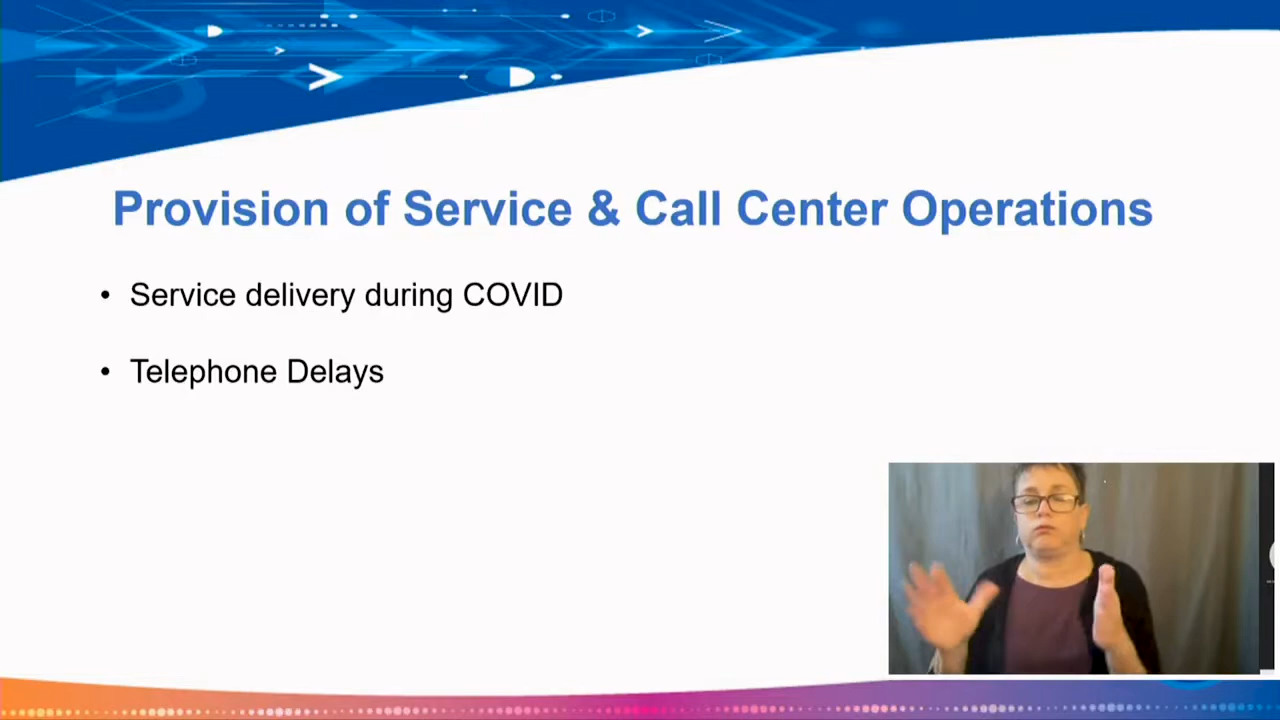 Provision of Service & Call Center Operations
• Service delivery during COVID
• Telephone Delays